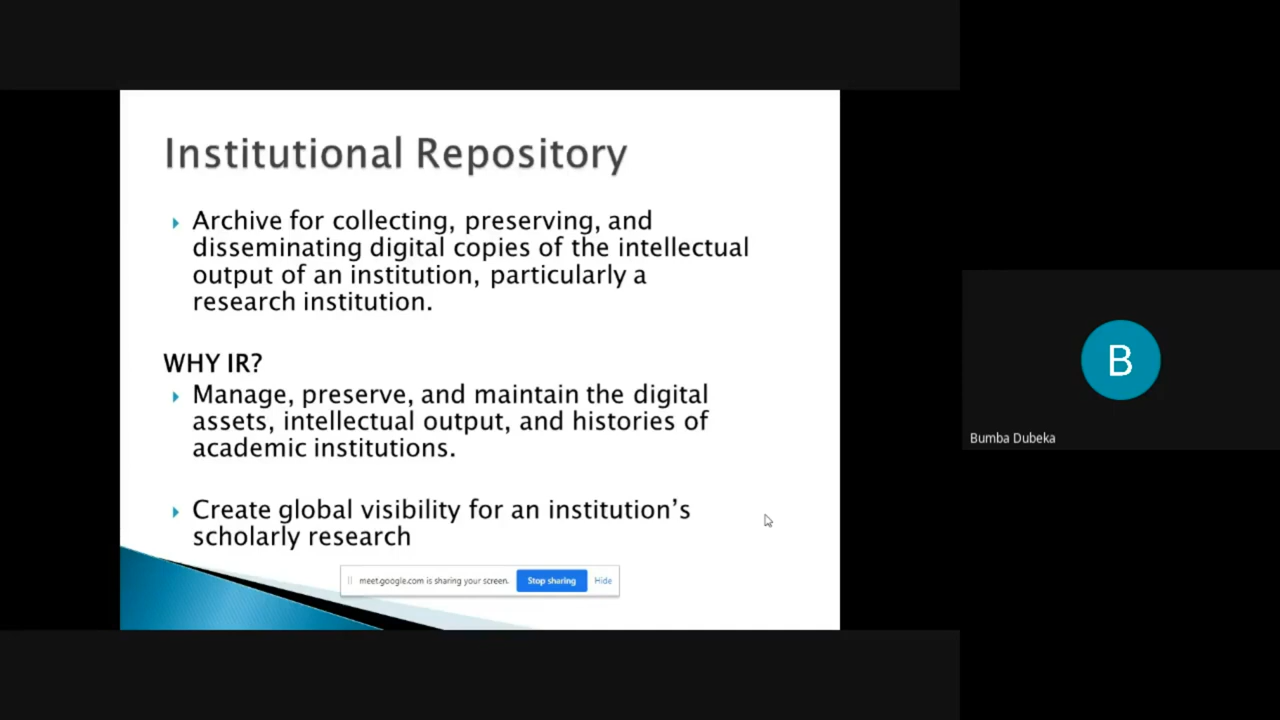 Institutional Repository
Archive for collecting, preserving, and
disseminating digital copies of the intellectual
output of an institution, particularly a
research institution.
WHY IR?
Manage, preserve, and maintain the digital
assets, intellectual output, and histories of
academic institutions.
Create global visibility for an institution's
scholarly research
meet.google.com is sharing your screen. Stop sharing Hide
B
Bumba Dubeka